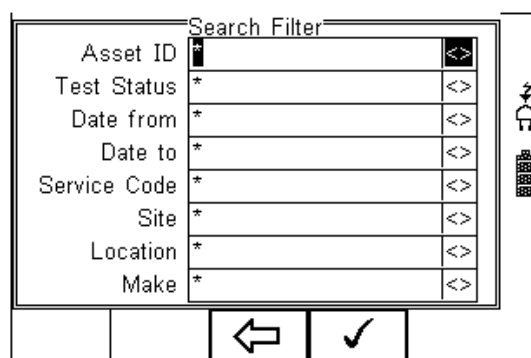 Search Filter
Asset ID * <>
Test Status * <>
Date from * <>
Date to * <>
Service Code * <>
Site * <>
Location * <>
Make * <>